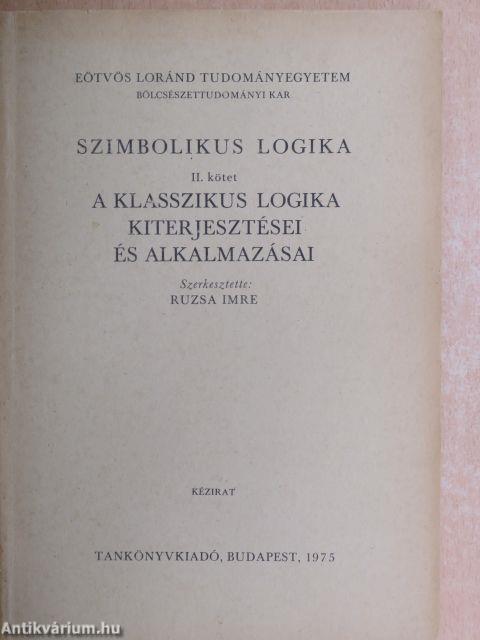 EÖTVÖS LORÁND TUDOMÁNYEGYETEM
BÖLCSÉSZETTUDOMÁNYI KAR
SZIMBOLIKUS LOGIKA
II. kötet
A KLASSZIKUS LOGIKA
KITERJESZTÉSEI
ÉS ALKALMAZÁSAI
Szerkesztette:
RUZSA IMRE
KÉZIRAT
TANKÖNYVKIADÓ, BUDAPEST, 1975
Antikvárium.hu